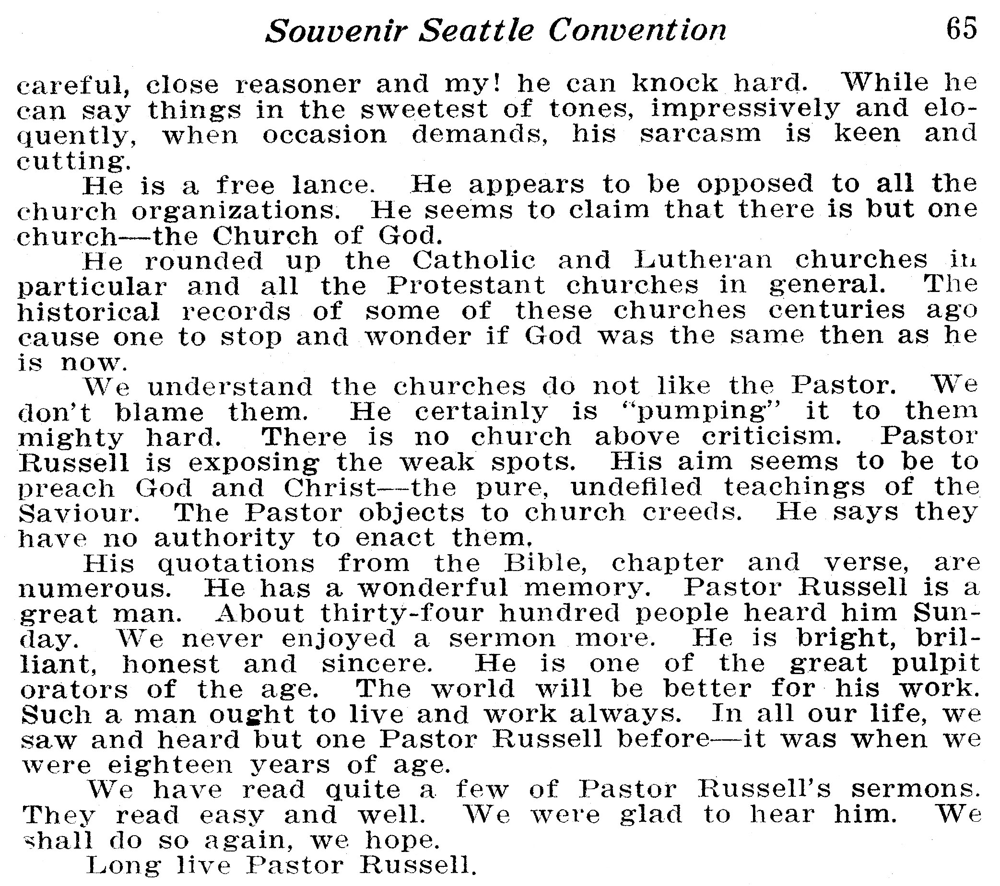 Souvenir Seattle Convention 65
careful, close reasoner and my! he can knock hard. While he
can say things in the sweetest of tones, impressively and elo-
quently, when occasion demands, his sarcasm is keen and
cutting.
He is a free lance. He appears to be opposed to all the
church organizations. He seems to claim that there is but one
church—the Church of God.
He rounded up the Catholic and Lutheran churches in
particular and all the Protestant churches in general. The
historical records of some of these churches centuries ago
cause one to stop and wonder if God was the same then as he
is now.
We understand the churches do not like the Pastor. We
don't blame them. He certainly is “pumping” it to them
mighty hard. There is no church above criticism. Pastor
Russell is exposing the weak spots. His aim seems to be to
preach God and Christ—the pure, undefiled teachings of the
Saviour. The Pastor objects to church creeds. He says they
have no authority to enact them.
His quotations from the Bible, chapter and verse, are
numerous. He has a wonderful memory. Pastor Russell is a
great man. About thirty-four hundred people heard him Sun-
day. We never enjoyed a sermon more. He is bright, bril-
liant, honest and sincere. He is one of the great pulpit
orators of the age. The world will be better for his work.
Such a man ought to live and work always. In all our life, we
saw and heard but one Pastor Russell before—it was when we
were eighteen years of age.
We have read quite a few of Pastor Russell's sermons.
They read easy and well. We were glad to hear him. We
shall do so again, we hope.
Long live Pastor Russell.